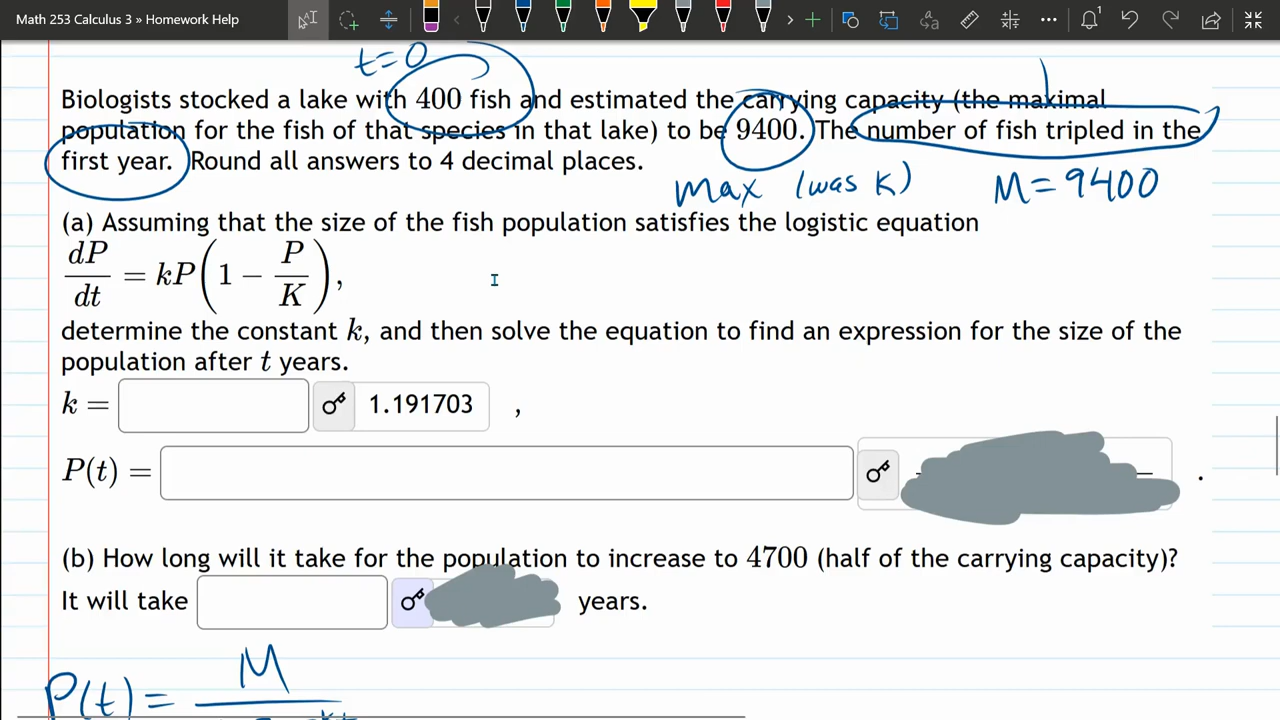 Math 253 Calculus 3 » Homework Help
t=0
Biologists stocked a lake with 400 fish and estimated the carrying capacity (the maximal
population for the fish of that species in that lake) to be 9400. The number of fish tripled in the
first year. Round all answers to 4 decimal places.
max (was K) M=9400
(a) Assuming that the size of the fish population satisfies the logistic equation
dP/dt = kP(1 − P/K),
determine the constant k, and then solve the equation to find an expression for the size of the
population after t years.
k = 1.191703 ,
P(t) = .
(b) How long will it take for the population to increase to 4700 (half of the carrying capacity)?
It will take years.
P(t) = M